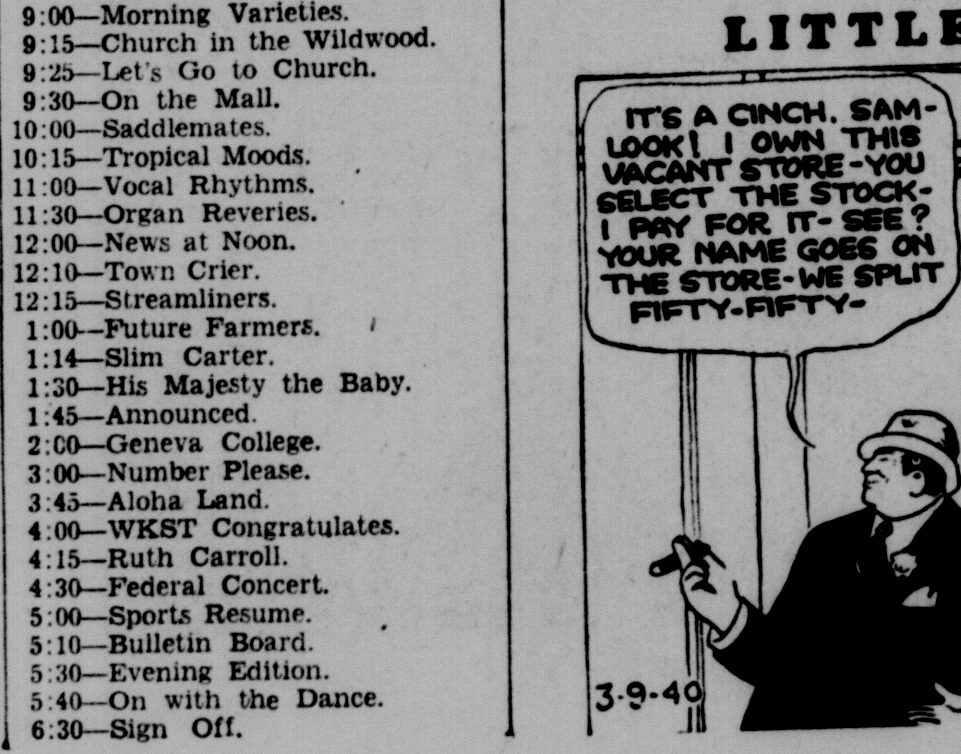 9:00—Morning Varieties.
9:15—Church in the Wildwood.
9:25—Let's Go to Church.
9:30—On the Mall.
10:00—Saddlemates.
10:15—Tropical Moods.
11:00—Vocal Rhythms.
11:30—Organ Reveries.
12:00—News at Noon.
12:10—Town Crier.
12:15—Streamliners.
1:00—Future Farmers.
1:14—Slim Carter.
1:30—His Majesty the Baby.
1:45—Announced.
2:00—Geneva College.
3:00—Number Please.
3:45—Aloha Land.
4:00—WKST Congratulates.
4:15—Ruth Carroll.
4:30—Federal Concert.
5:00—Sports Resume.
5:10—Bulletin Board.
5:30—Evening Edition.
5:40—On with the Dance.
6:30—Sign Off.
LITTLE
IT'S A CINCH. SAM-
LOOK! I OWN THIS
VACANT STORE-YOU
SELECT THE STOCK-
I PAY FOR IT- SEE?
YOUR NAME GOES ON
THE STORE-WE SPLIT
FIFTY-FIFTY-
3-9-40